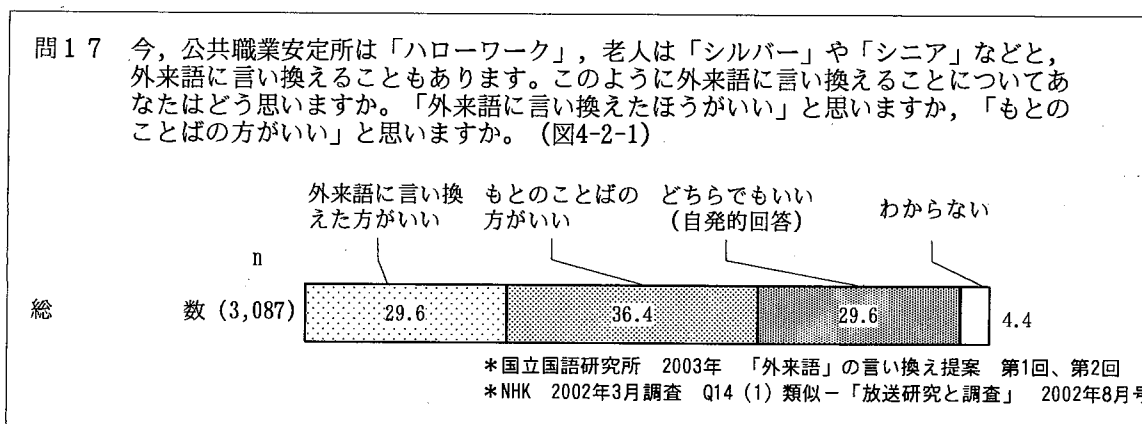 問17 今,公共職業安定所は「ハローワーク」,老人は「シルバー」や「シニア」などと,
外来語に言い換えることもあります。このように外来語に言い換えることについてあ
なたはどう思いますか。「外来語に言い換えたほうがいい」と思いますか,「もとの
ことばの方がいい」と思いますか。(図4-2-1)
外来語に言い換
えた方がいい
もとのことばの
方がいい
どちらでもいい
(自発的回答)
わからない
n
総 数 (3,087) 29.6 36.4 29.6 4.4
*国立国語研究所 2003年 「外来語」の言い換え提案 第1回、第2回
*NHK 2002年3月調査 Q14 (1) 類似-「放送研究と調査」 2002年8月号